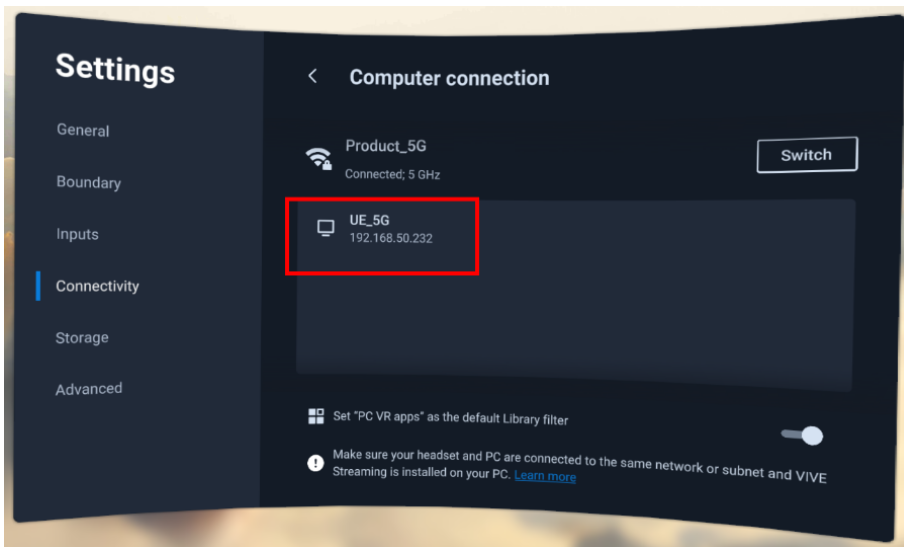 Settings
General
Boundary
Inputs
Connectivity
Storage
Advanced
Computer connection
Product_5G
Connected; 5 GHz
Switch
UE_5G
192.168.50.232
Set "PC VR apps" as the default Library filter
Make sure your headset and PC are connected to the same network or subnet and VIVE
Streaming is installed on your PC. Learn more